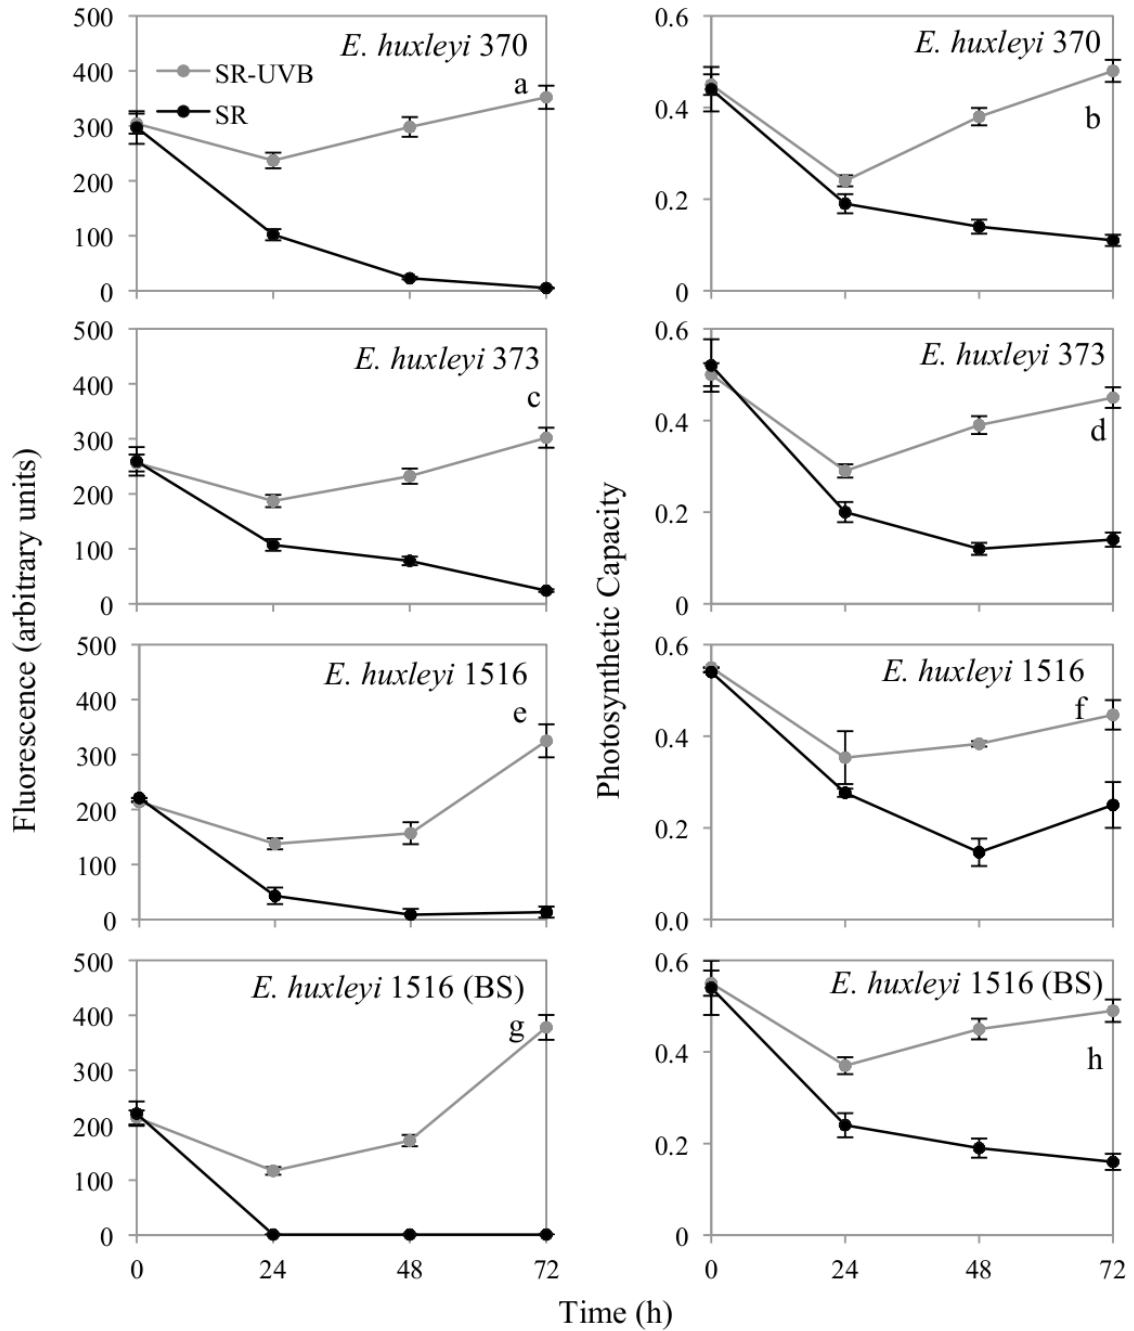 E. huxleyi 370
a
SR-UVB
SR
500
400
300
200
100
0
E. huxleyi 370
b
0.6
0.4
0.2
0
E. huxleyi 373
c
500
400
300
200
100
0
E. huxleyi 373
d
0.6
0.4
0.2
0
Fluorescence (arbitrary units)
Photosynthetic Capacity
E. huxleyi 1516
e
500
400
300
200
100
0
E. huxleyi 1516
f
0.6
0.4
0.2
0.0
E. huxleyi 1516 (BS)
g
500
400
300
200
100
0
0 24 48 72
E. huxleyi 1516 (BS)
h
0.6
0.4
0.2
0
0 24 48 72
Time (h)